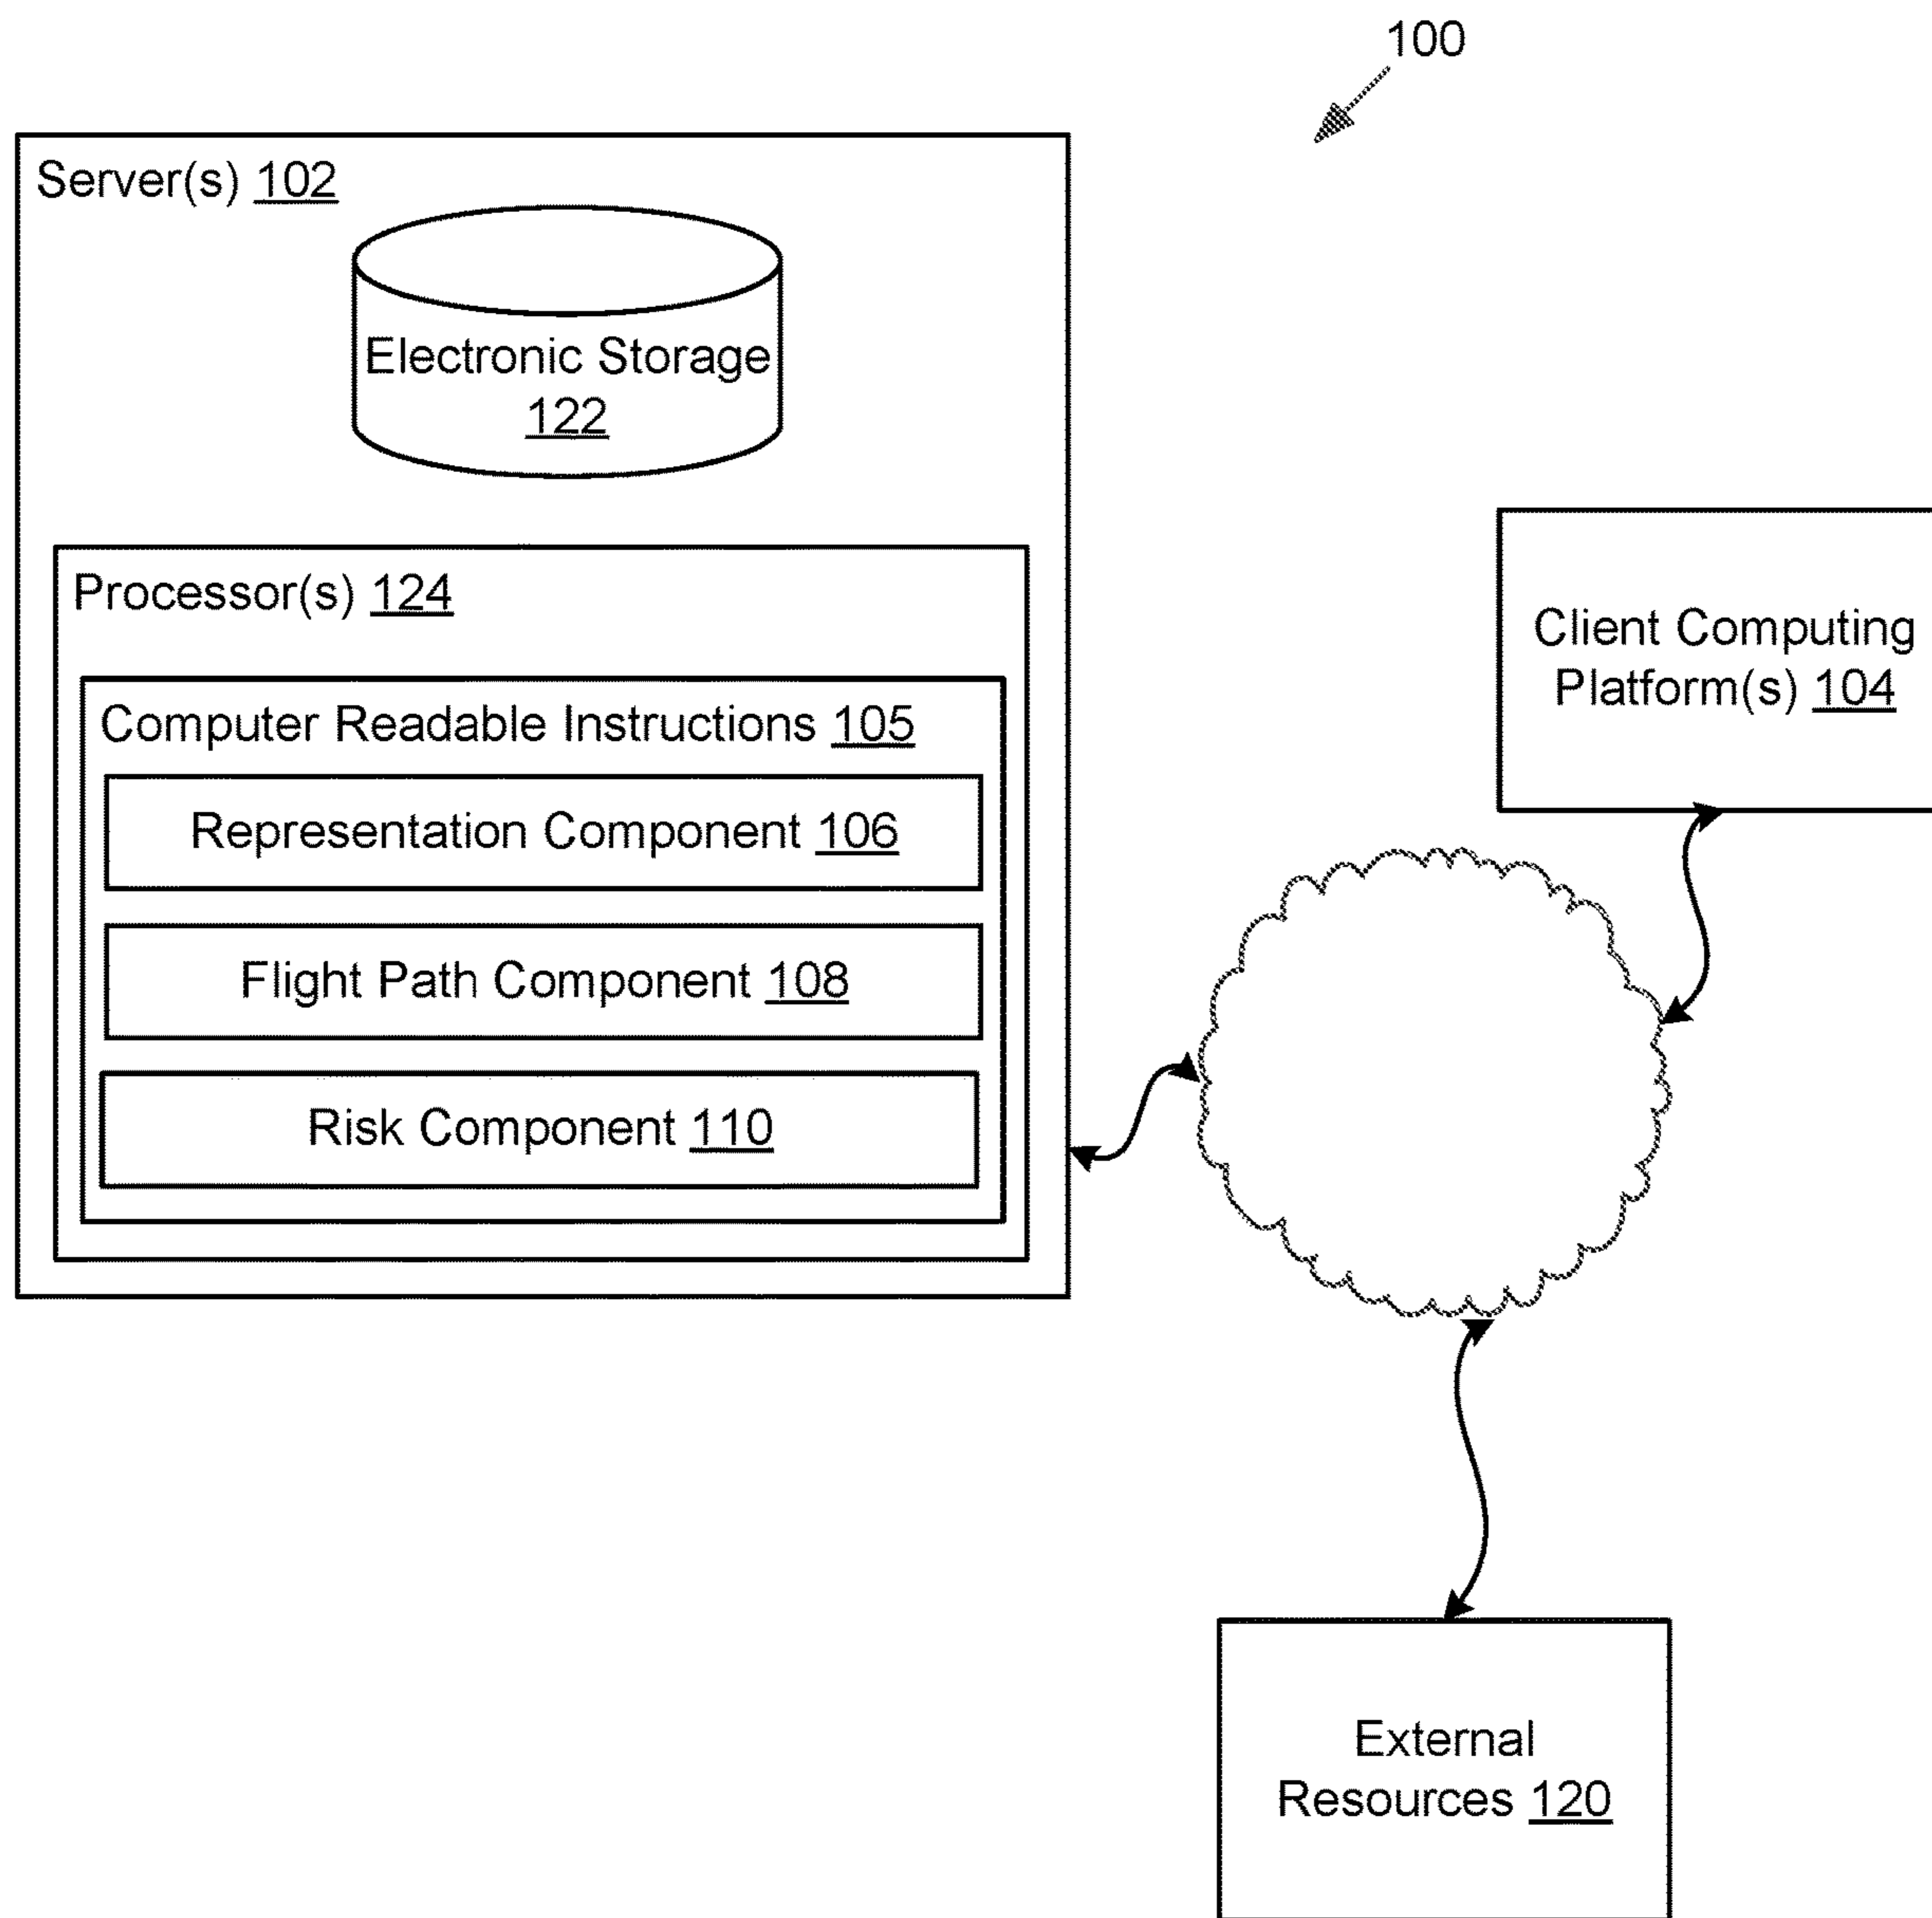 100
Server(s) 102
Electronic Storage
122
Processor(s) 124
Computer Readable Instructions 105
Representation Component 106
Flight Path Component 108
Risk Component 110
Client Computing
Platform(s) 104
External
Resources 120